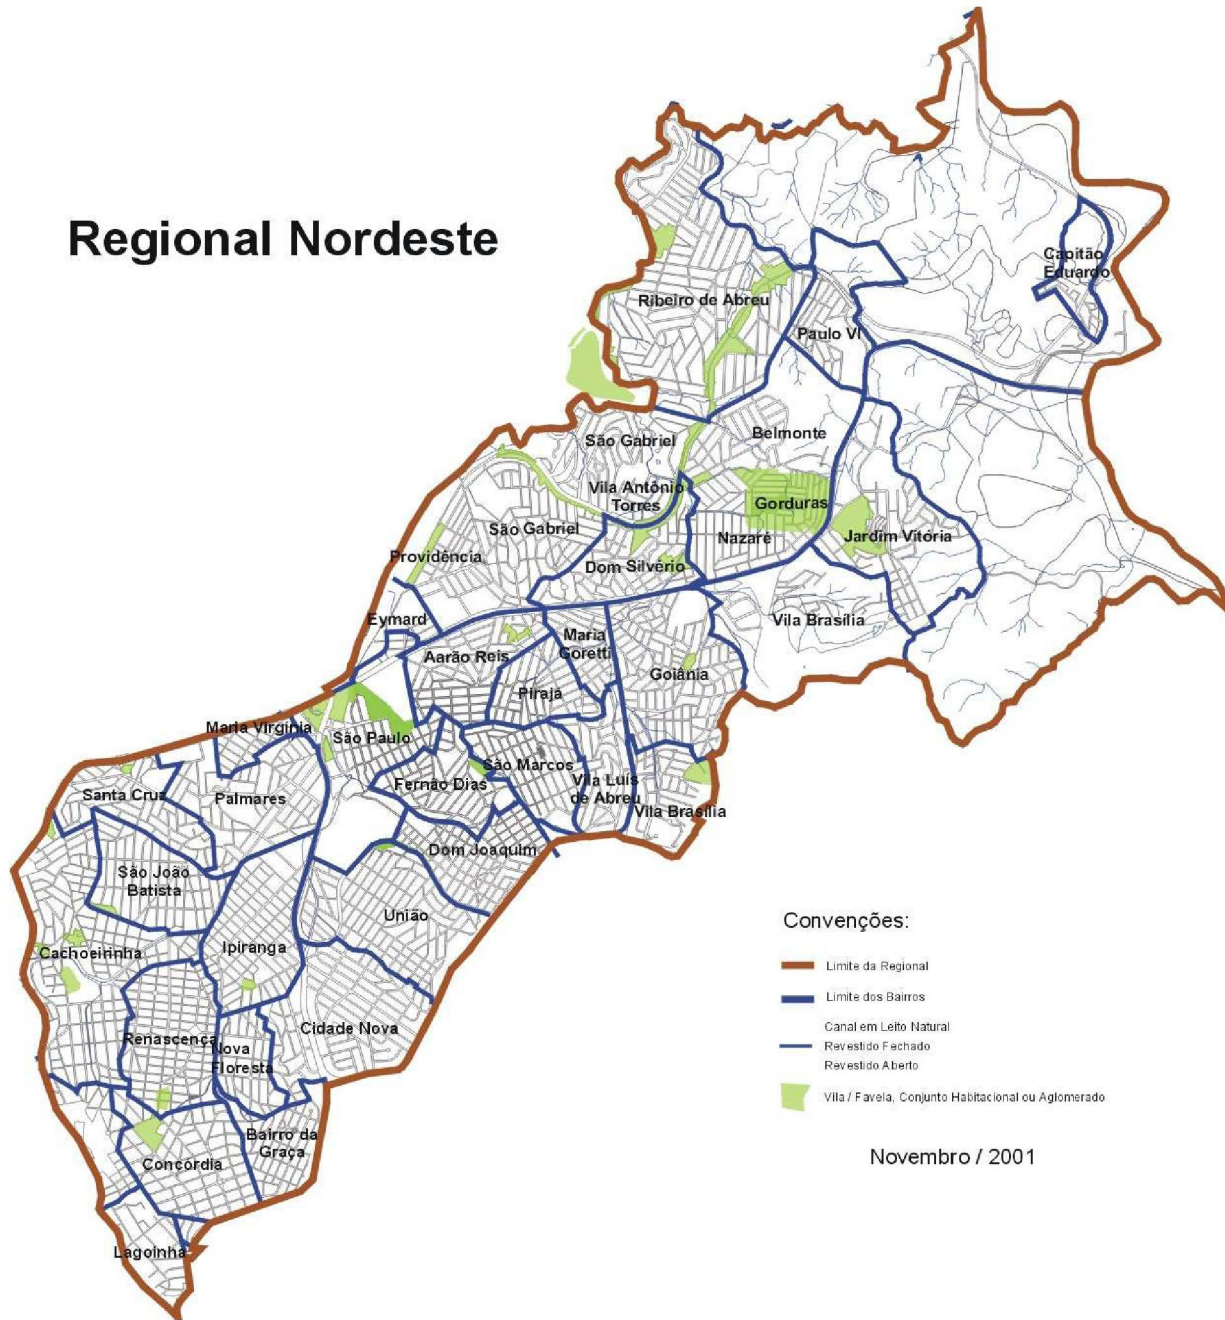 Regional Nordeste
Capitão
Eduardo
Ribeiro de Abreu
Paulo VI
Belmonte
São Gabriel
Vila Antônio
Torres
Gorduras
São Gabriel
Nazaré
Jardim Vitória
Providência
Dom Silvério
Eymard
Vila Brasília
Maria
Goretti
Aarão Reis
Goiânia
Pirajá
Maria Virgínia
São Paulo
São Marcos
Fernão Dias
Vila Luís
de Abreu
Santa Cruz
Palmares
Vila Brasília
Dom Joaquim
São João
Batista
União
Cachoeirinha
Ipiranga
Cidade Nova
Renascença
Nova
Floresta
Bairro da
Graça
Concórdia
Lagoinha
Convenções:
Limite da Regional
Limite dos Bairros
Canal em Leito Natural
Revestido Fechado
Revestido Aberto
Vila / Favela, Conjunto Habitacional ou Aglomerado
Novembro / 2001